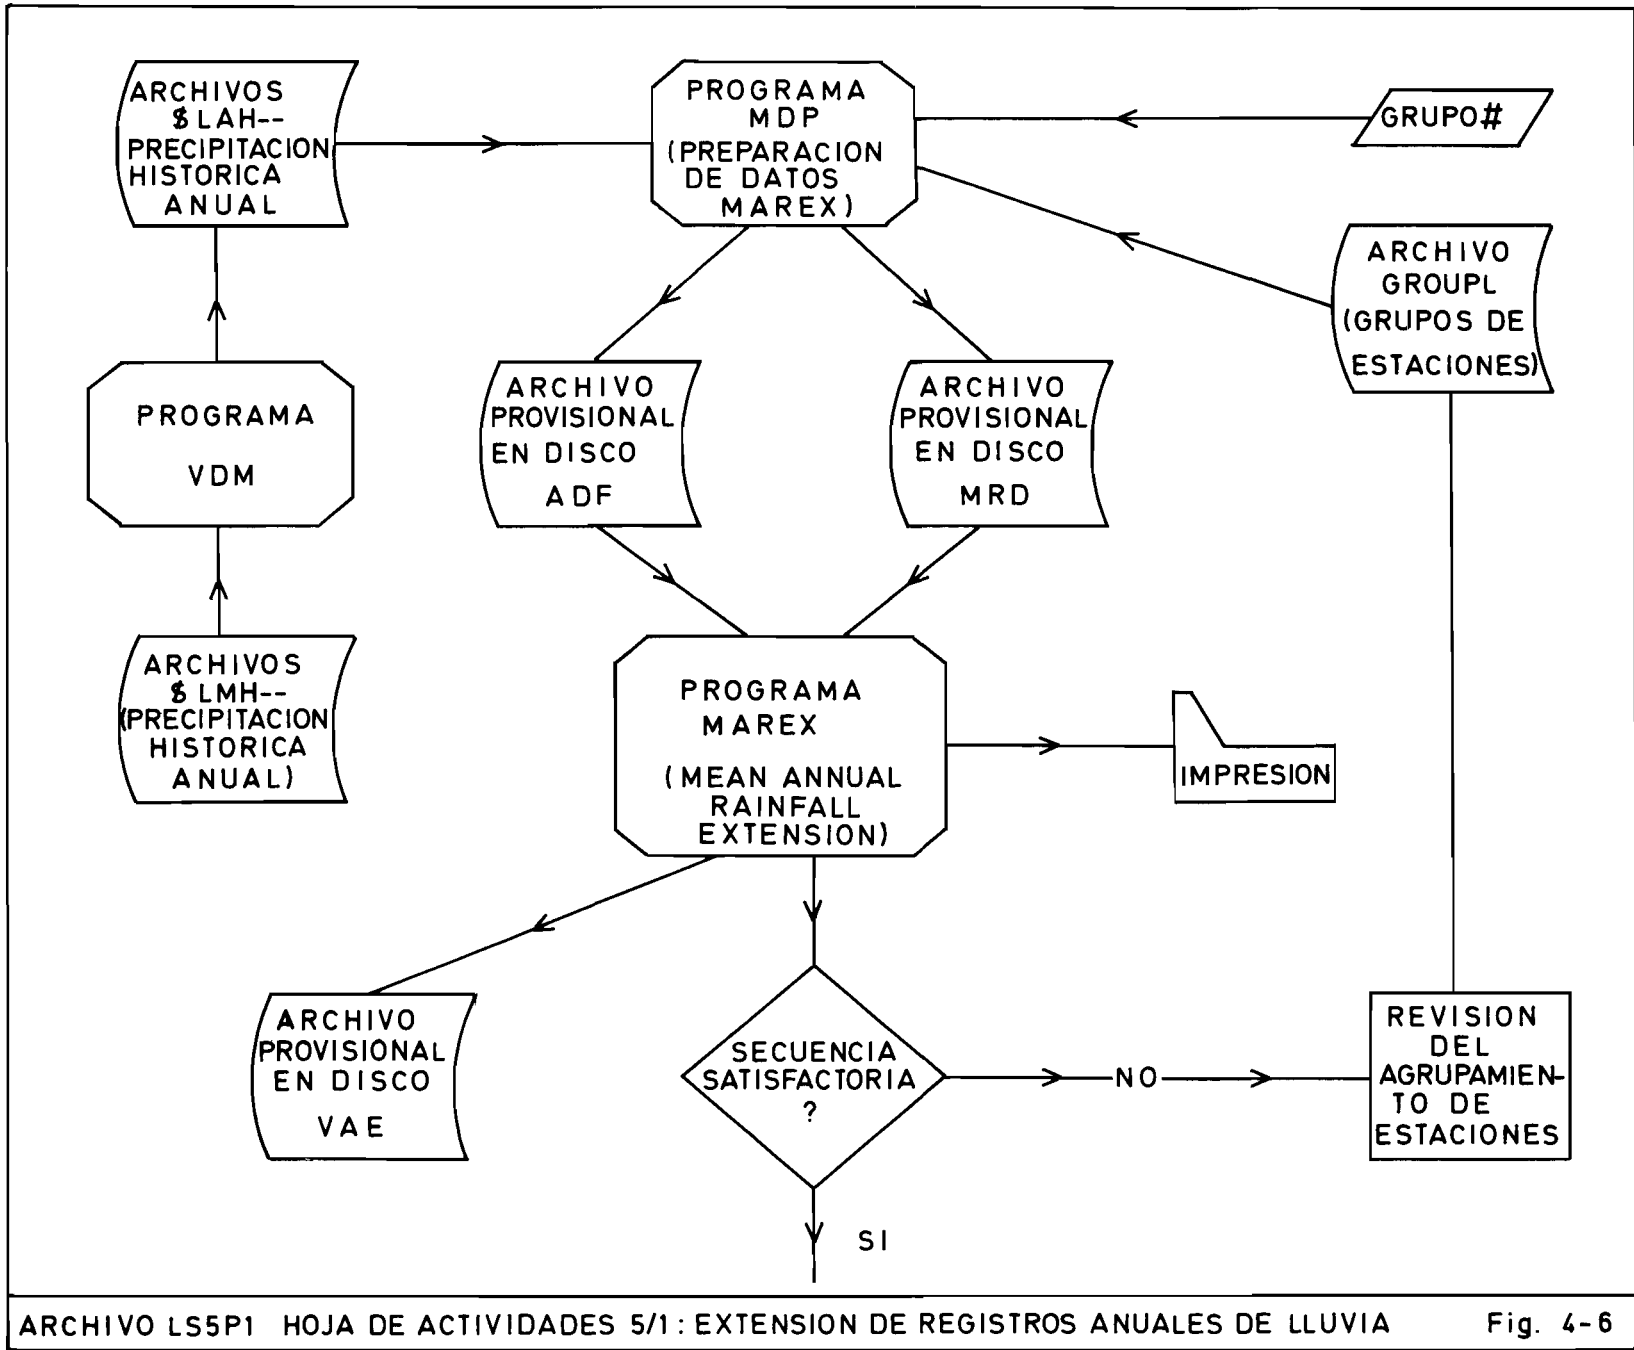 ARCHIVOS
$LAH--
PRECIPITACION
HISTORICA
ANUAL
PROGRAMA
MDP
(PREPARACION
DE DATOS
MAREX)
GRUPO#
ARCHIVO
GROUPL
(GRUPOS DE
ESTACIONES)
PROGRAMA
VDM
ARCHIVO
PROVISIONAL
EN DISCO
ADF
ARCHIVO
PROVISIONAL
EN DISCO
MRD
ARCHIVOS
$LMH--
(PRECIPITACION
HISTORICA
ANUAL)
PROGRAMA
MAREX
(MEAN ANNUAL
RAINFALL
EXTENSION)
IMPRESION
ARCHIVO
PROVISIONAL
EN DISCO
VAE
SECUENCIA
SATISFACTORIA
?
NO
REVISION
DEL
AGRUPAMIEN-
TO DE
ESTACIONES
SI
ARCHIVO LS5P1 HOJA DE ACTIVIDADES 5/1: EXTENSION DE REGISTROS ANUALES DE LLUVIA Fig. 4-6